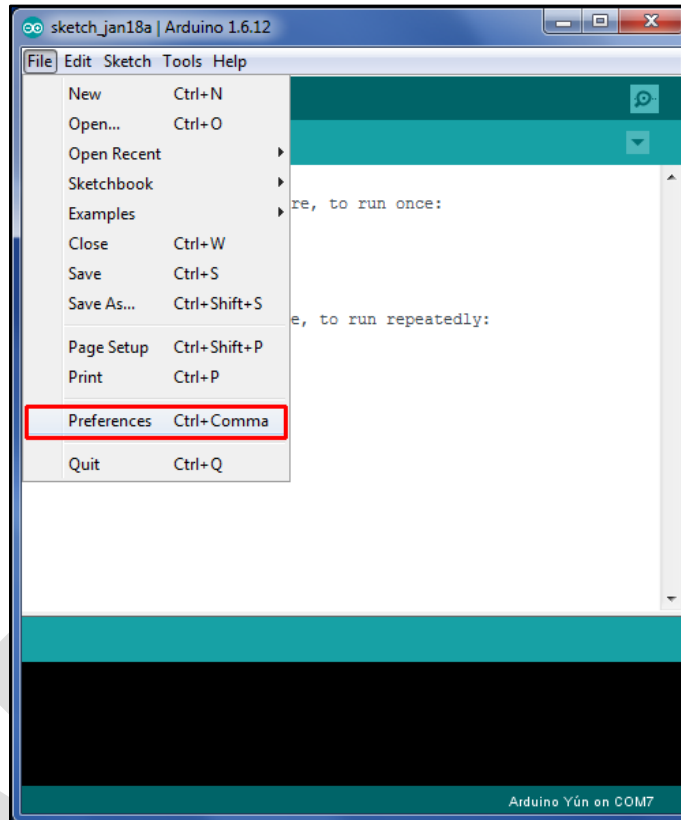 sketch_jan18a | Arduino 1.6.12
File Edit Sketch Tools Help
New Ctrl+N
Open... Ctrl+O
Open Recent
Sketchbook
Examples
re, to run once:
Close Ctrl+W
Save Ctrl+S
Save As... Ctrl+Shift+S
e, to run repeatedly:
Page Setup Ctrl+Shift+P
Print Ctrl+P
Preferences Ctrl+Comma
Quit Ctrl+Q
Arduino Yún on COM7